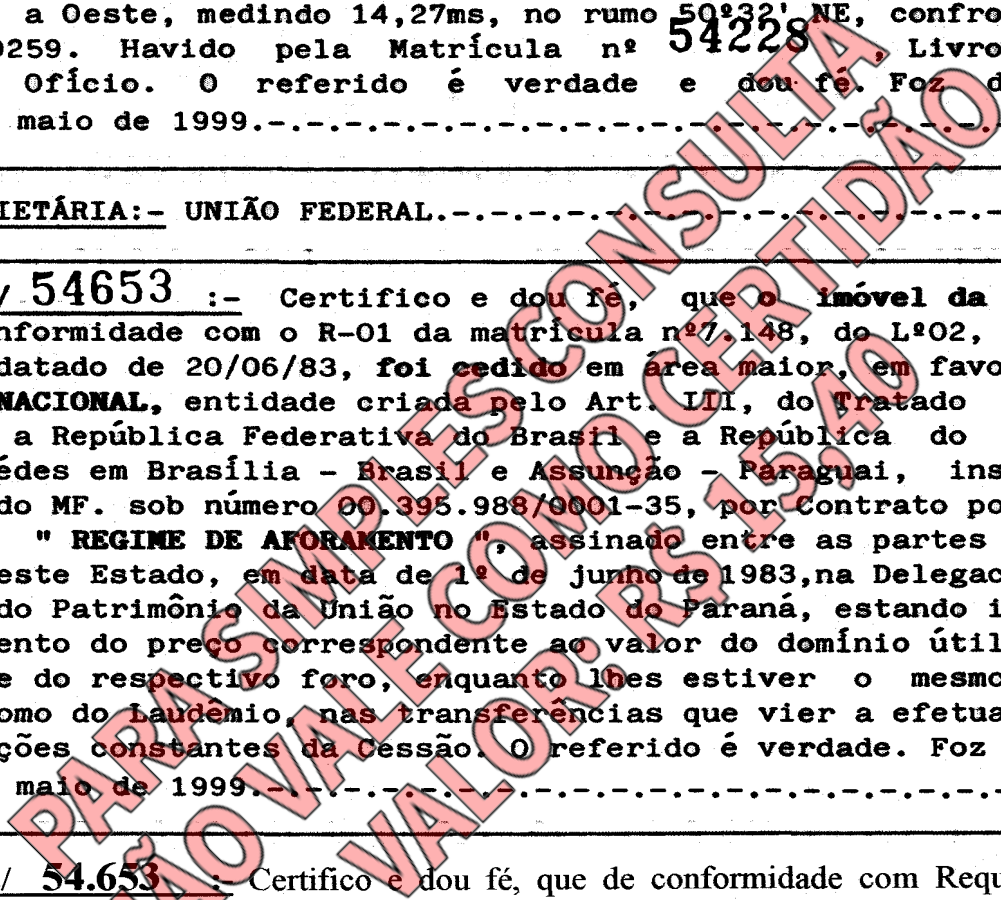 a Oeste, medindo 14,27ms, no rumo 50º32' NE, confro
0259. Havido pela Matrícula nº 54228, Livro
Ofício. O referido é verdade e dou fé. Foz d
maio de 1999.-.-.-.-.-.-.-.-.-.-.-.-.-.-.-.-.-.-.-.
IETÁRIA:- UNIÃO FEDERAL.-.-.-.-.-.-.-.-.-.-.-.-.-.-.
/ 54653 :- Certifico e dou fé, que o imóvel da
nformidade com o R-01 da matrícula nº7.148, do Lº02,
datado de 20/06/83, foi cedido em área maior, em favo
NACIONAL, entidade criada pelo Art. III, do Tratado
a República Federativa do Brasil e a República do
édes em Brasília - Brasil e Assunção - Paraguai, ins
do MF. sob número 00.395.988/0001-35, por Contrato po
" REGIME DE AFORAMENTO ", assinado entre as partes
este Estado, em data de 1º de junho de 1983,na Delegac
do Patrimônio da União no Estado do Paraná, estando i
ento do preço correspondente ao valor do domínio útil
e do respectivo foro, enquanto lhes estiver o mesmo
omo do Laudêmio, nas transferências que vier a efetua
ções constantes da Cessão. O referido é verdade. Foz
maio de 1999.-.-.-.-.-.-.-.-.-.-.-.-.-.-.-.-.-.-.-.
/ 54.653 :- Certifico e dou fé, que de conformidade com Requ
PARA SIMPLES CONSULTA
NÃO VALE COMO CERTIDÃO
VALOR: R$ 15,40